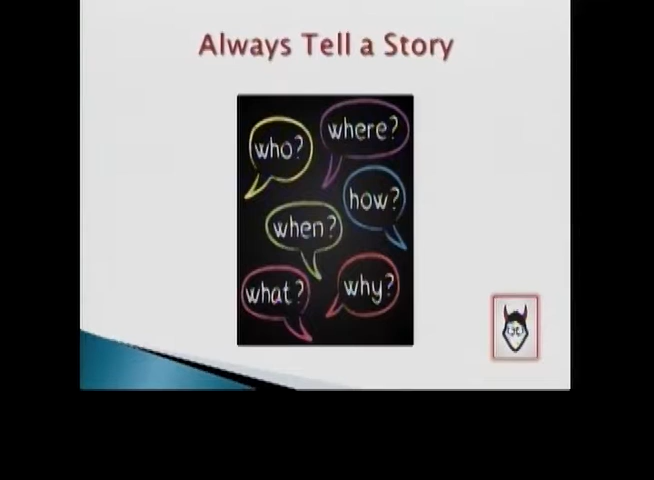 Always Tell a Story
who?
where?
how?
when?
what?
why?